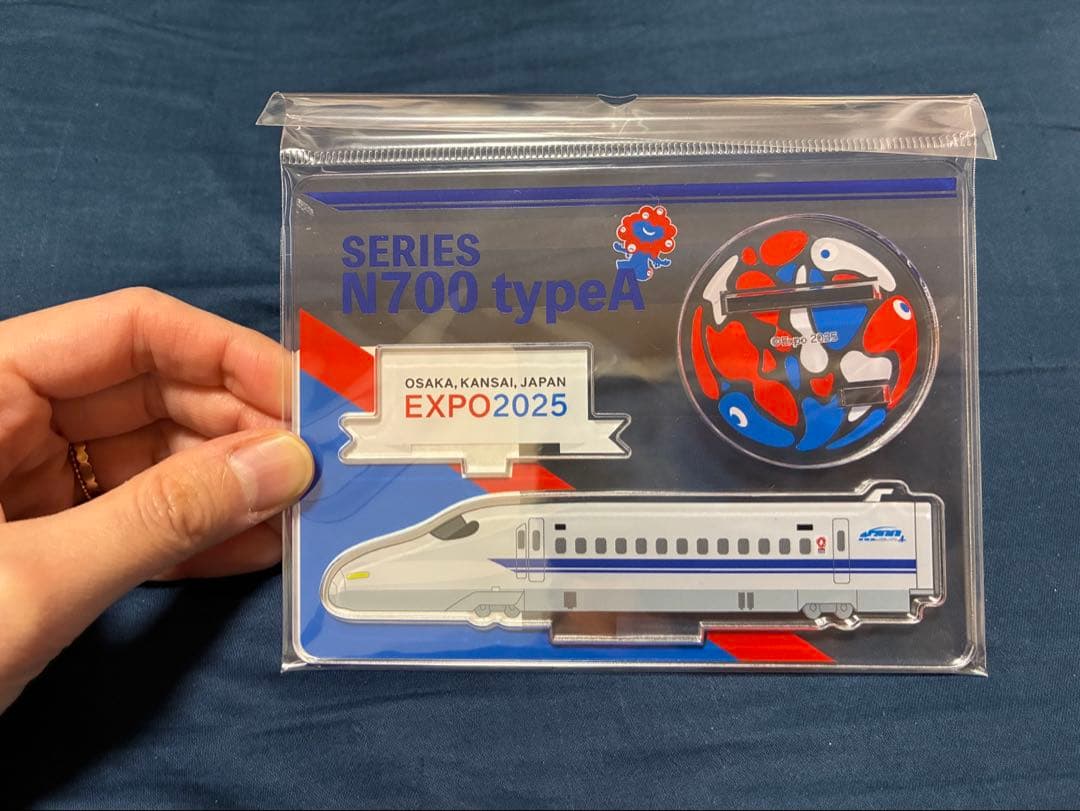 SERIES
N700 typeA
©Expo 2025
OSAKA, KANSAI, JAPAN
EXPO2025